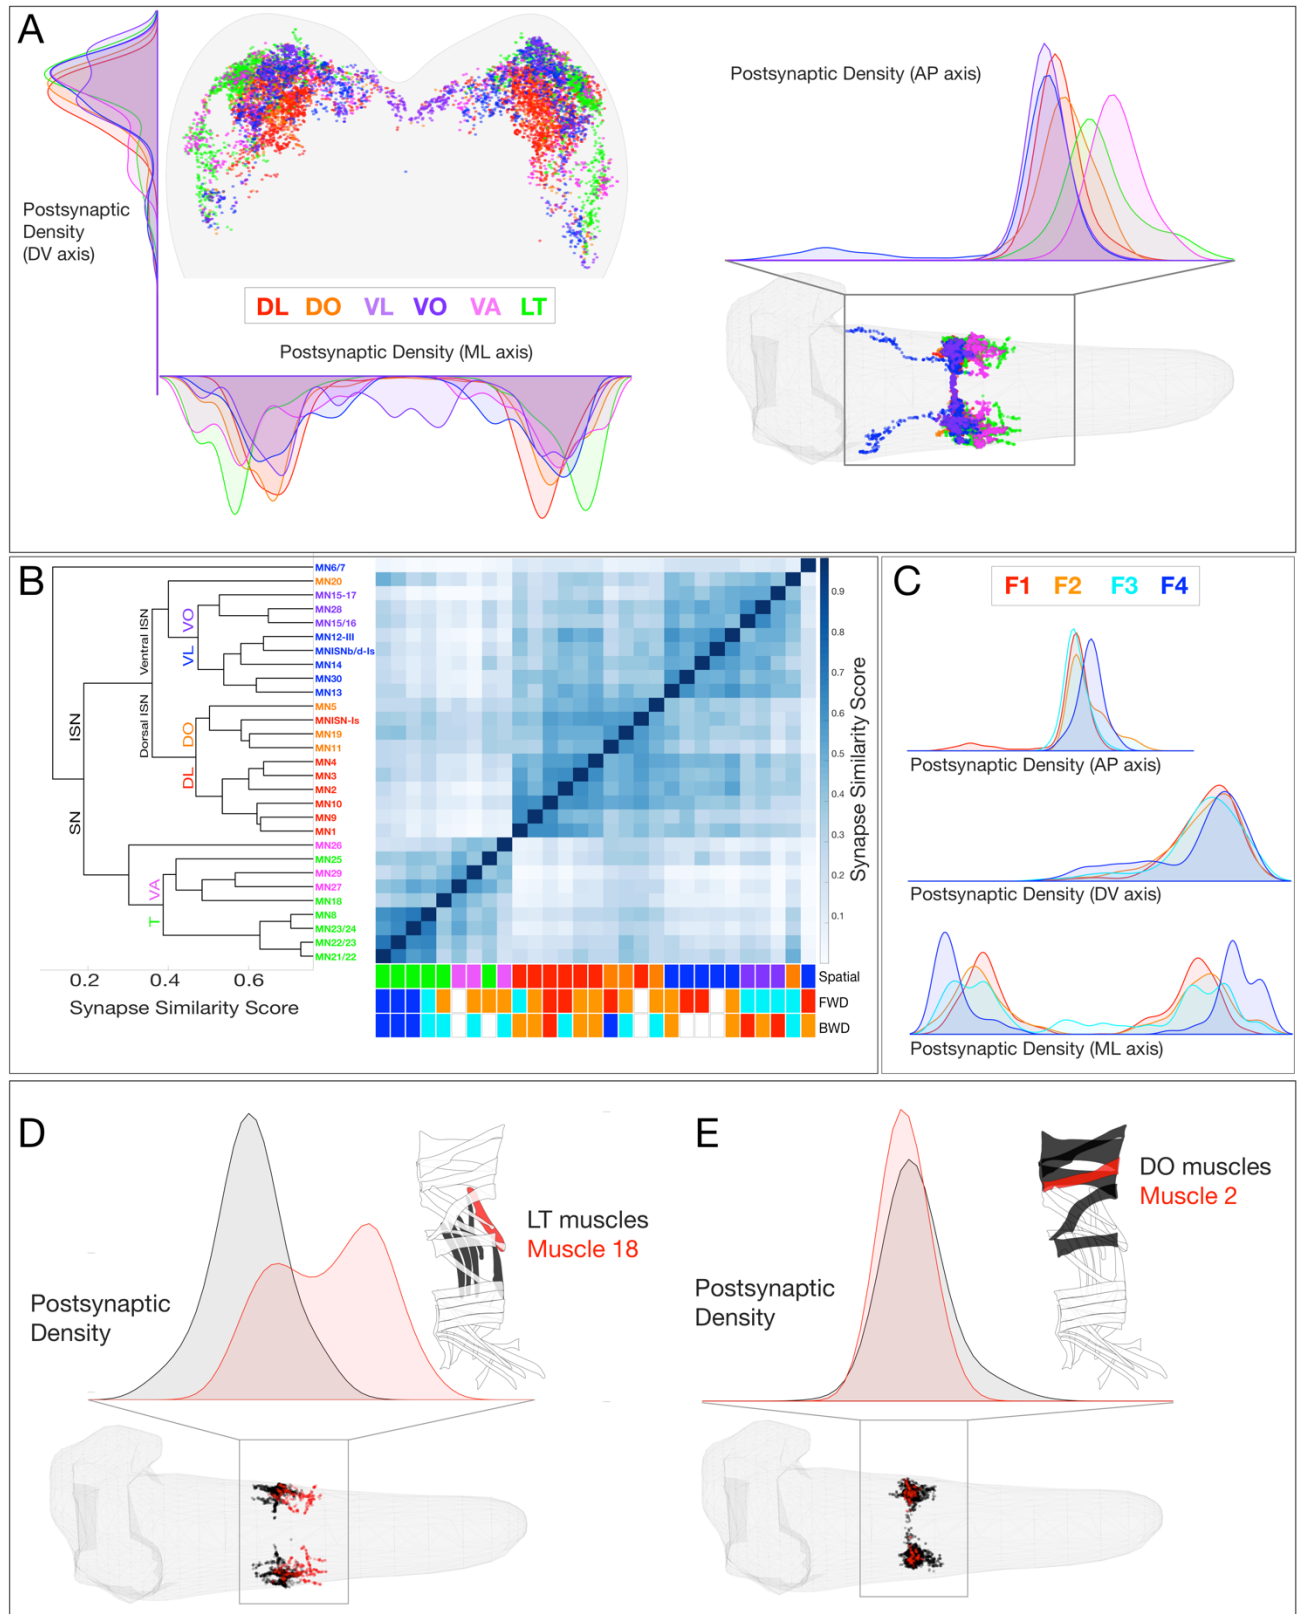 A
Postsynaptic
Density
(DV axis)
DL DO VL VO VA LT
Postsynaptic Density (ML axis)
Postsynaptic Density (AP axis)
B
ISN
SN
Ventral ISN
Dorsal ISN
VO
VL
DO
DL
VA
T
MN6/7
MN20
MN15-17
MN28
MN15/16
MN12-III
MNISNb/d-Is
MN14
MN30
MN13
MN5
MNISN-Is
MN19
MN11
MN4
MN3
MN2
MN10
MN9
MN1
MN26
MN25
MN29
MN27
MN18
MN8
MN23/24
MN22/23
MN21/22
0.2 0.4 0.6
Synapse Similarity Score
0.9
0.8
0.7
0.6
0.5
0.4
0.3
0.2
0.1
Synapse Similarity Score
Spatial
FWD
BWD
C
F1 F2 F3 F4
Postsynaptic Density (AP axis)
Postsynaptic Density (DV axis)
Postsynaptic Density (ML axis)
D
LT muscles
Muscle 18
Postsynaptic
Density
E
DO muscles
Muscle 2
Postsynaptic
Density